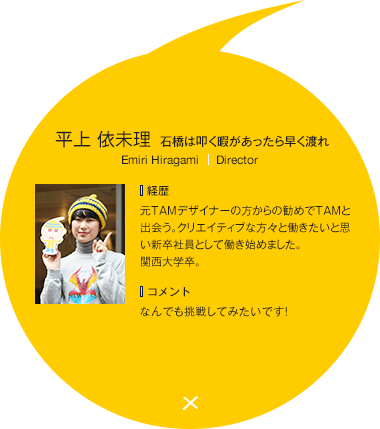 平上 依未理 石橋は叩く暇があったら早く渡れ
Emiri Hiragami | Director
経歴
元TAMデザイナーの方からの勧めでTAMと
出会う。クリエイティブな方々と働きたいと思
い新卒社員として働き始めました。
関西大学卒。
コメント
なんでも挑戦してみたいです！